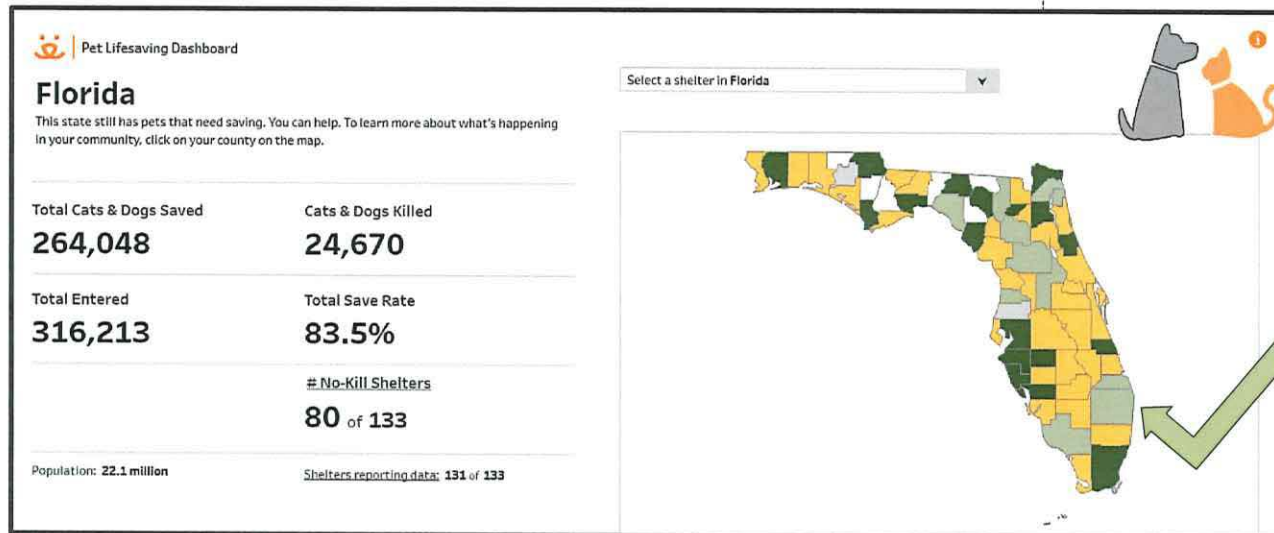 Pet Lifesaving Dashboard
Florida
This state still has pets that need saving. You can help. To learn more about what's happening
in your community, click on your county on the map.
Total Cats & Dogs Saved
264,048
Cats & Dogs Killed
24,670
Total Entered
316,213
Total Save Rate
83.5%
# No-Kill Shelters
80 of 133
Population: 22.1 million
Shelters reporting data: 131 of 133
Select a shelter in Florida
i